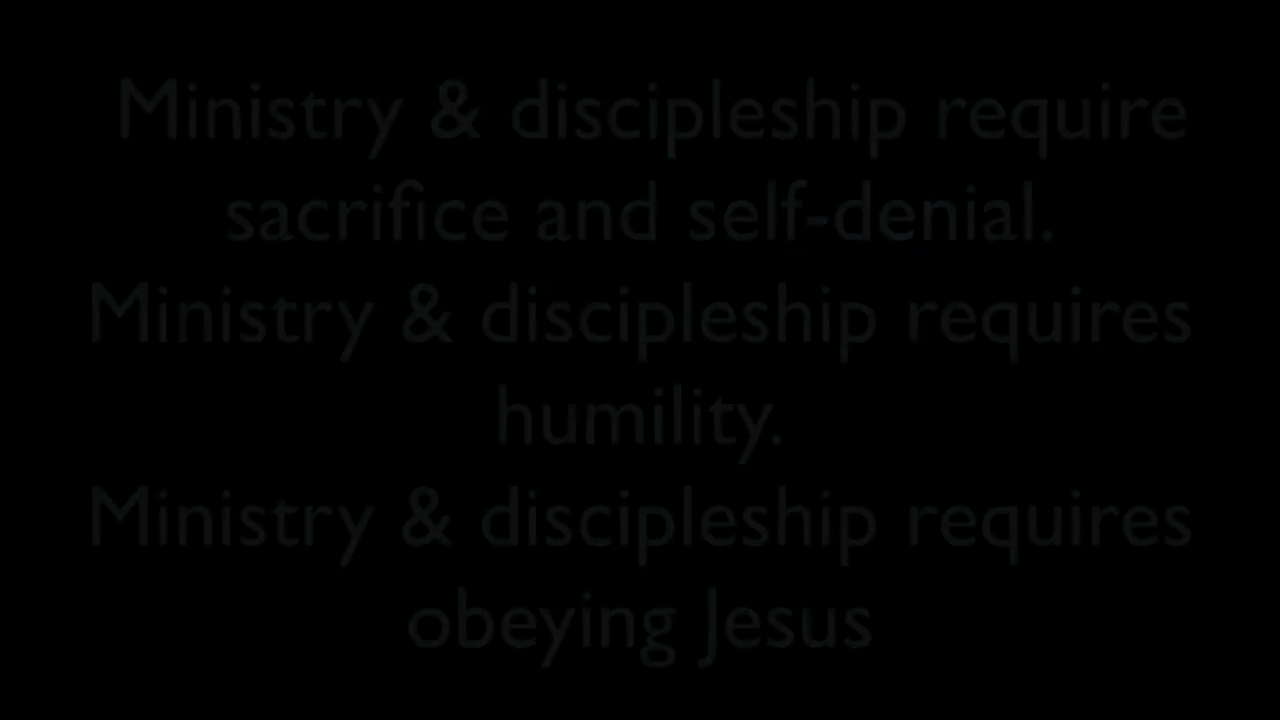 Ministry & discipleship require
sacrifice and self-denial.
Ministry & discipleship requires
humility.
Ministry & discipleship requires
obeying Jesus